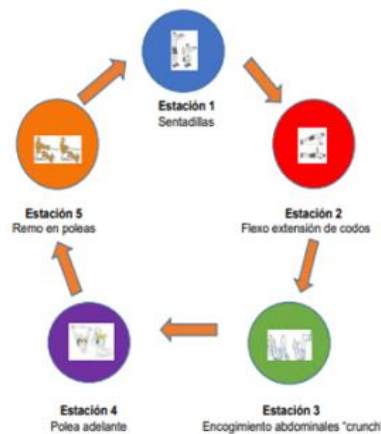 Estación 1
Sentadillas
Estación 2
Flexo extensión de codos
Estación 3
Encogimiento abdominales "crunch
Estación 4
Polea adelante
Estación 5
Remo en poleas